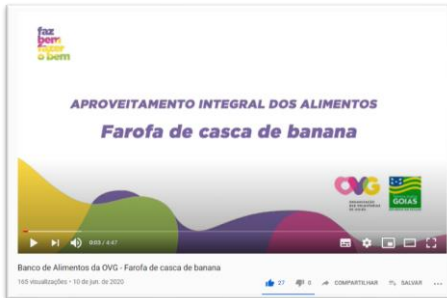 faz
bem
fazer
o bem
APROVEITAMENTO INTEGRAL DOS ALIMENTOS
Farofa de casca de banana
OVG
GOIÁS
0:03 / 4:47
Banco de Alimentos da OVG - Farofa de casca de banana
165 visualizações • 10 de jun. de 2020
27
0
COMPARTILHAR
SALVAR